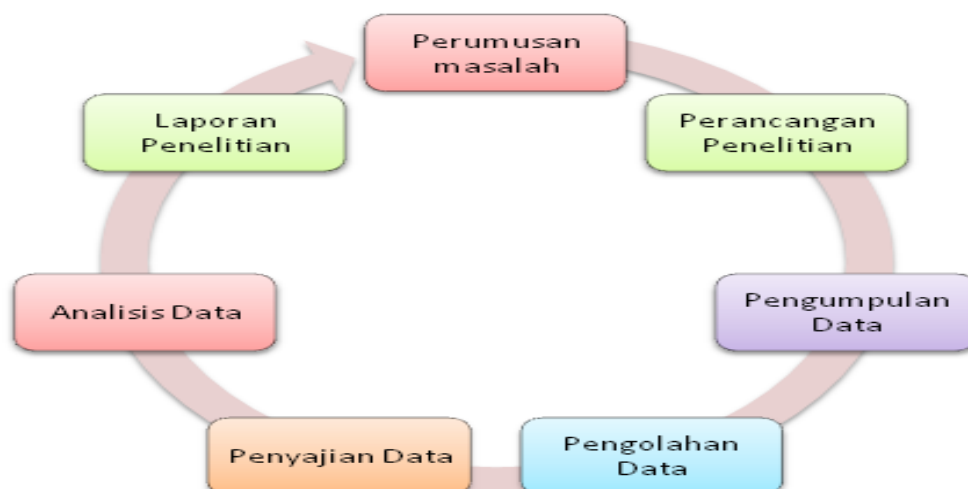 Perumusan
masalah
Perancangan
Penelitian
Pengumpulan
Data
Pengolahan
Data
Penyajian Data
Analisis Data
Laporan
Penelitian